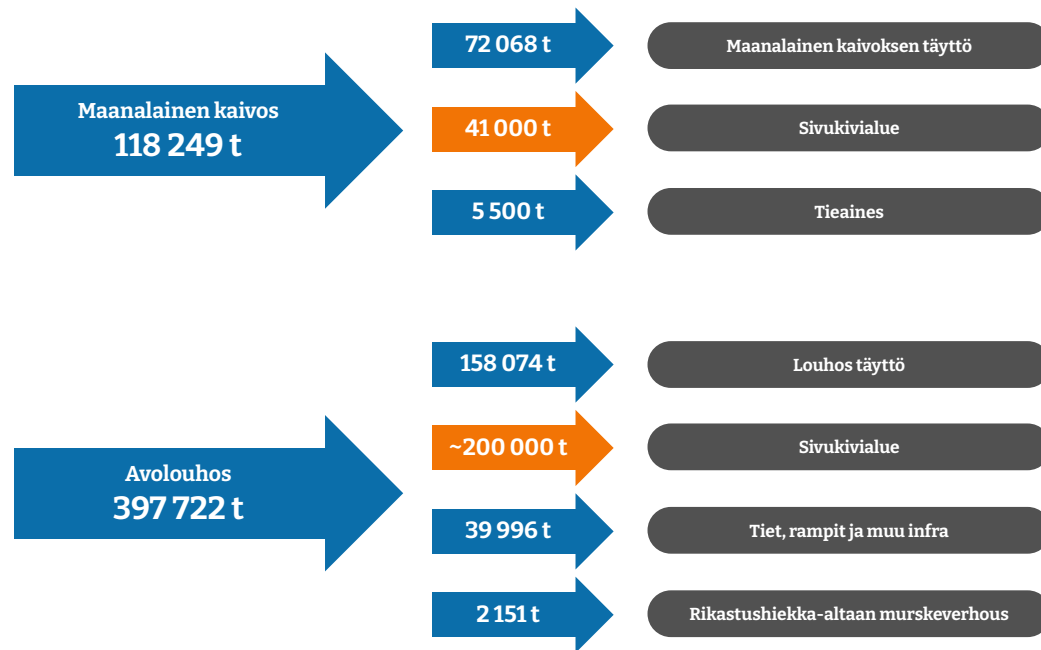 Maanalainen kaivos
118 249 t
72 068 t
Maanalainen kaivoksen täyttö
41 000 t
Sivukivialue
5 500 t
Tieaines
Avolouhos
397 722 t
158 074 t
Louhos täyttö
~200 000 t
Sivukivialue
39 996 t
Tiet, rampit ja muu infra
2 151 t
Rikastushiekka-altaan murskeverhous